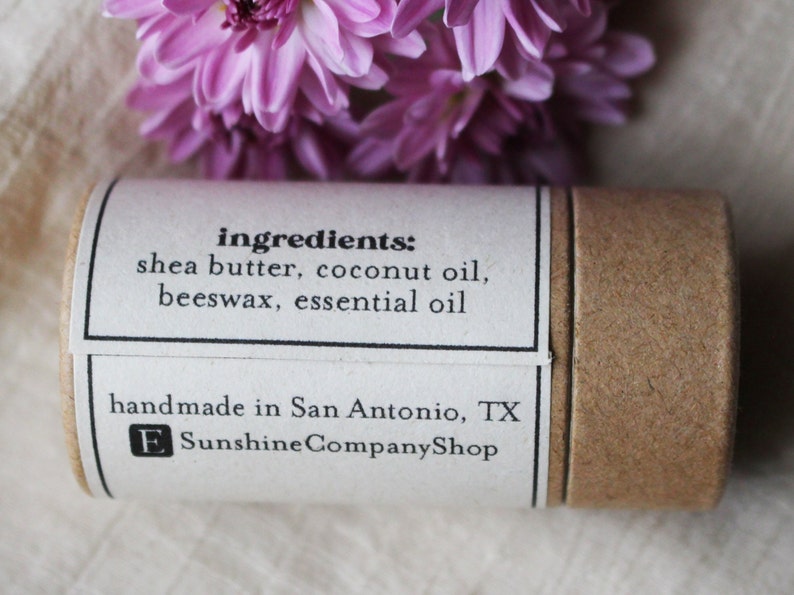 ingredients:
shea butter, coconut oil,
beeswax, essential oil
handmade in San Antonio, TX
E SunshineCompanyShop